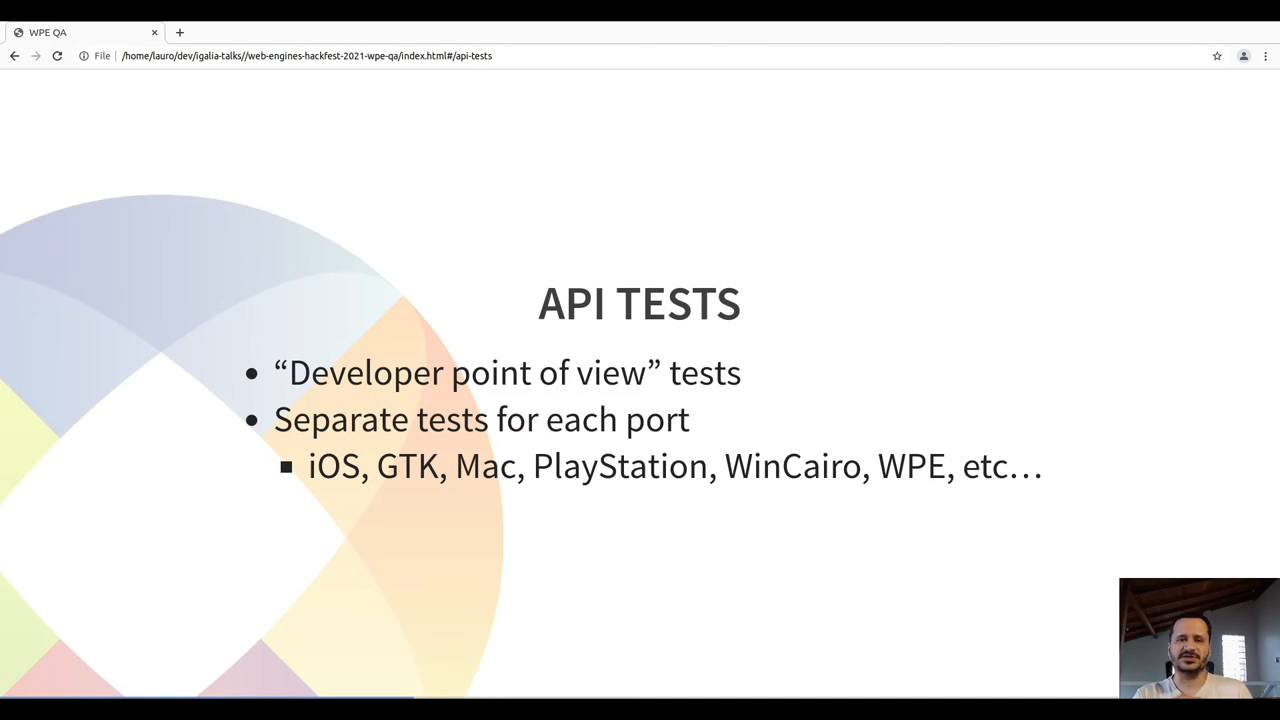 WPE QA
File
/home/lauro/dev/igalia-talks//web-engines-hackfest-2021-wpe-qa/index.html#/api-tests
API TESTS
“Developer point of view” tests
Separate tests for each port
iOS, GTK, Mac, PlayStation, WinCairo, WPE, etc…